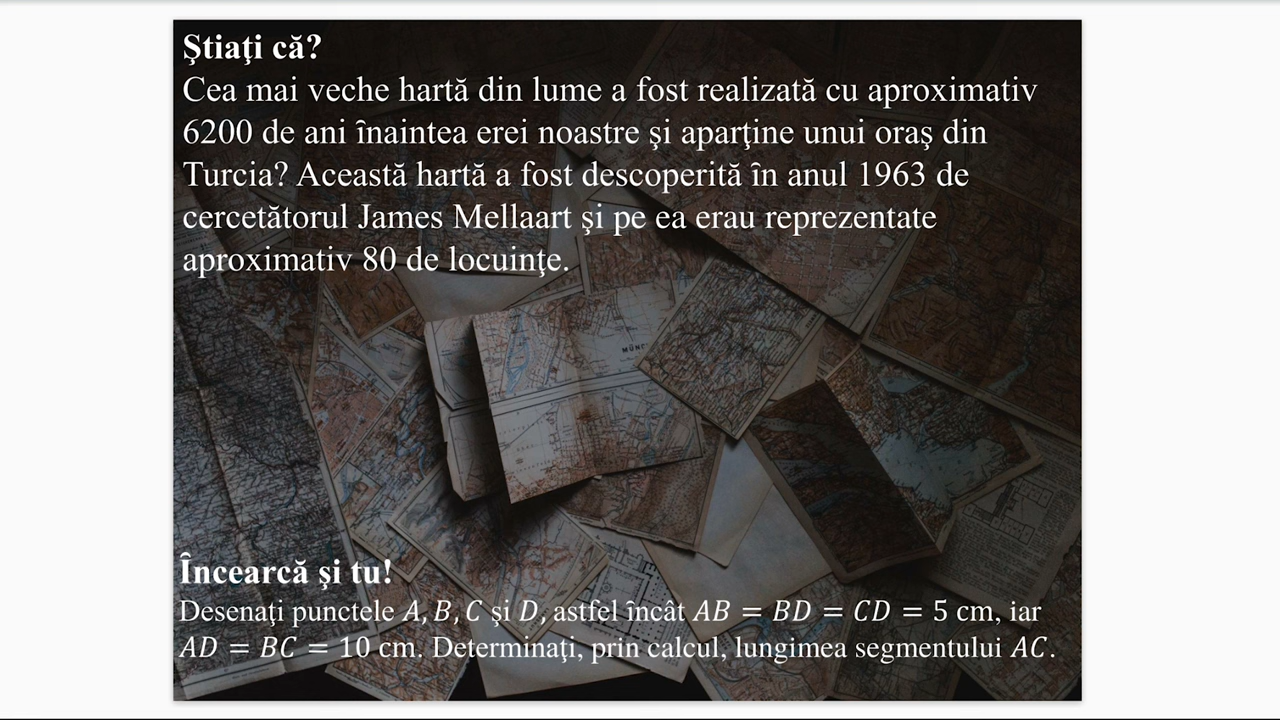 Ştiaţi că?
Cea mai veche hartă din lume a fost realizată cu aproximativ
6200 de ani înaintea erei noastre şi aparţine unui oraş din
Turcia? Această hartă a fost descoperită în anul 1963 de
cercetătorul James Mellaart şi pe ea erau reprezentate
aproximativ 80 de locuinţe.
MÜNC
Încearcă şi tu!
Desenaţi punctele A, B, C şi D, astfel încât AB = BD = CD = 5 cm, iar
AD = BC = 10 cm. Determinaţi, prin calcul, lungimea segmentului AC.